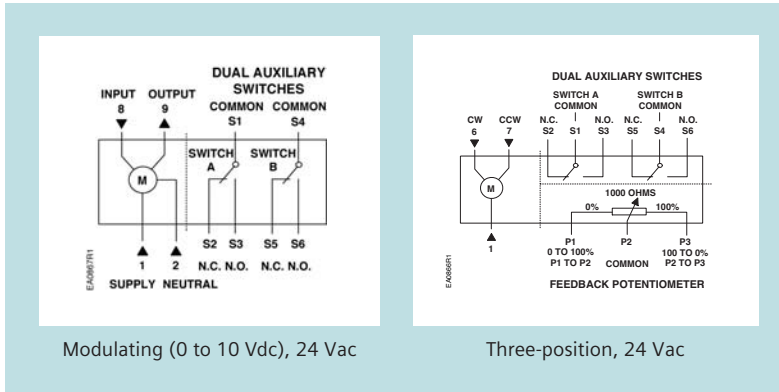 DUAL AUXILIARY
SWITCHES
INPUT OUTPUT
8 9
COMMON COMMON
S1 S4
SWITCH
A
SWITCH
B
M
1 2
S2 S3 S5 S6
N.C. N.O. N.C. N.O.
SUPPLY NEUTRAL
EA0867R1
Modulating (0 to 10 Vdc), 24 Vac
DUAL AUXILIARY SWITCHES
SWITCH A
COMMON
SWITCH B
COMMON
CW CCW
6 7
N.C. N.O. N.C. N.O.
S2 S1 S3 S5 S4 S6
M
1000 OHMS
0% 100%
1
P1
0 TO 100%
P1 TO P2
P2
COMMON
P3
100 TO 0%
P2 TO P3
FEEDBACK POTENTIOMETER
EA0866R1
Three-position, 24 Vac